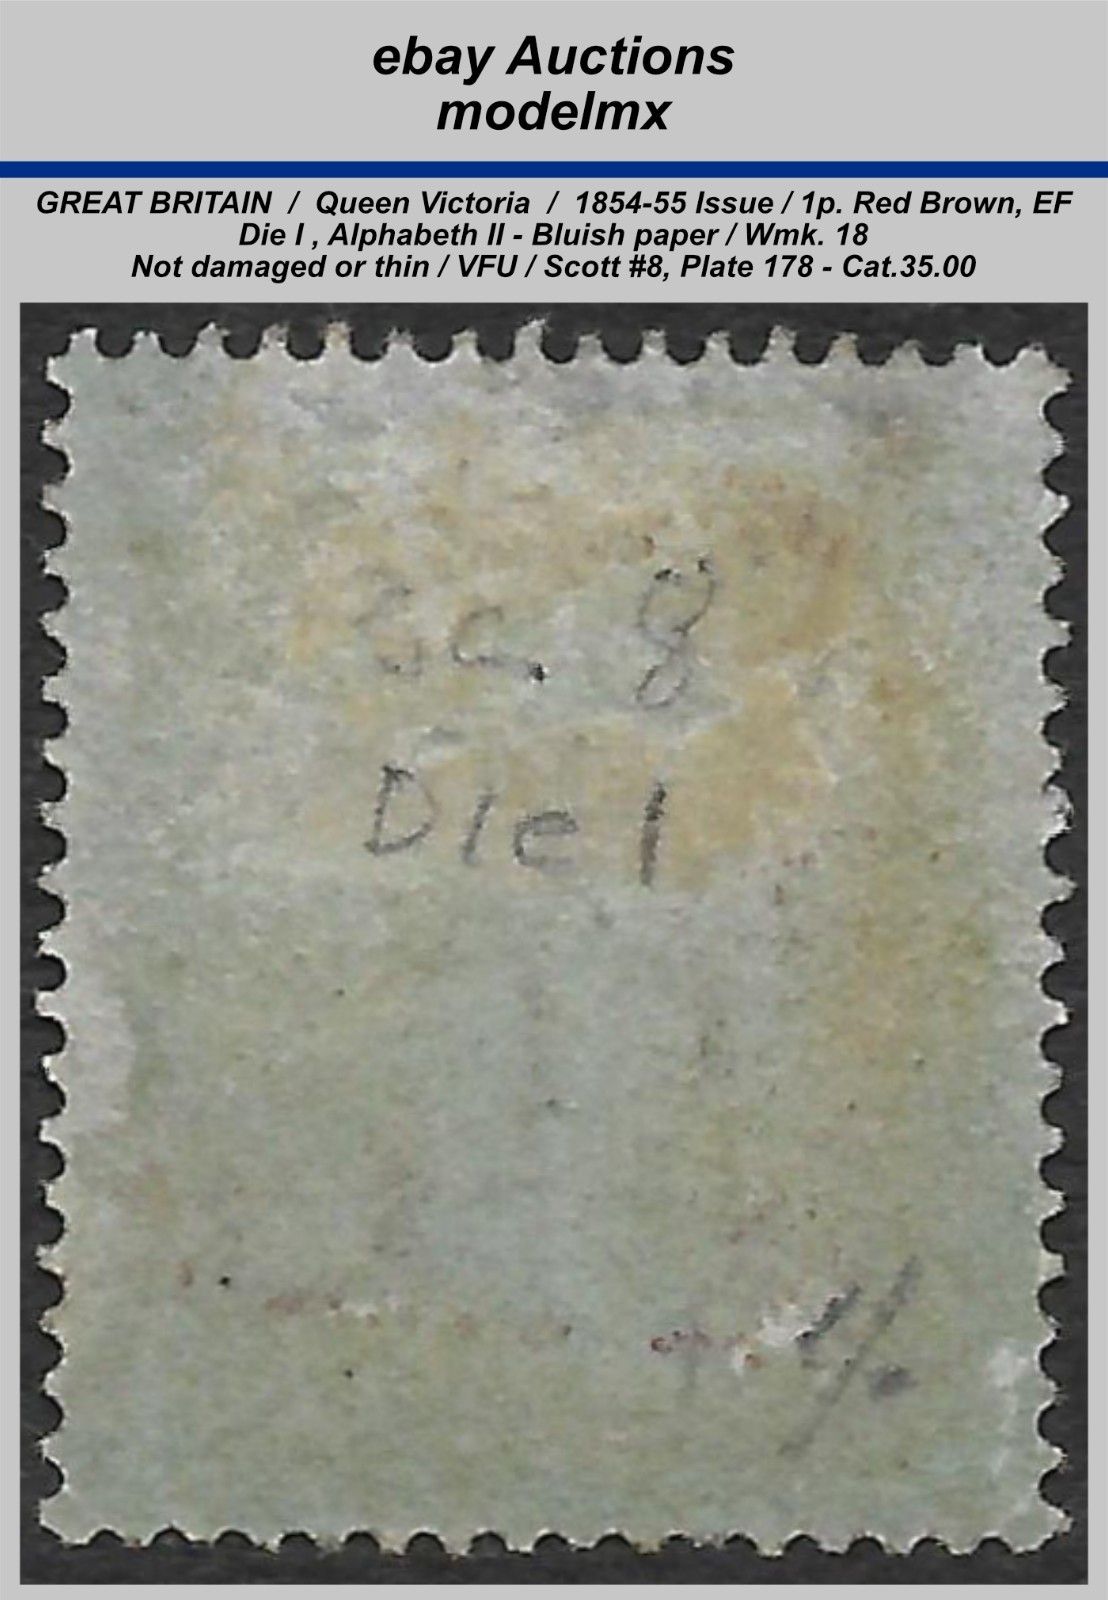 ebay Auctions
modelmx
GREAT BRITAIN / Queen Victoria / 1854-55 Issue / 1p. Red Brown, EF
Die I , Alphabeth II - Bluish paper / Wmk. 18
Not damaged or thin / VFU / Scott #8, Plate 178 - Cat.35.00
Sc. 8
Die 1